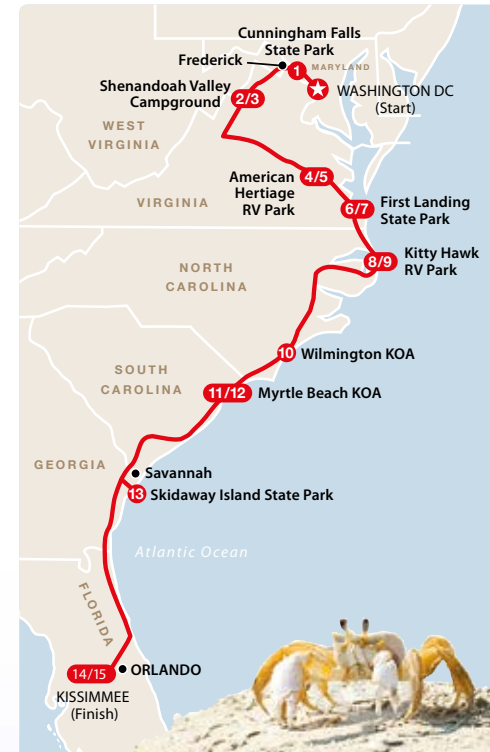 Cunningham Falls
State Park
Frederick
1
MARYLAND
WASHINGTON DC
(Start)
Shenandoah Valley
Campground
2/3
WEST
VIRGINIA
American
Hertiage
RV Park
4/5
VIRGINIA
6/7
First Landing
State Park
8/9
Kitty Hawk
RV Park
NORTH
CAROLINA
10
Wilmington KOA
SOUTH
CAROLINA
11/12
Myrtle Beach KOA
GEORGIA
Savannah
13
Skidaway Island State Park
Atlantic Ocean
FLORIDA
14/15
ORLANDO
KISSIMMEE
(Finish)